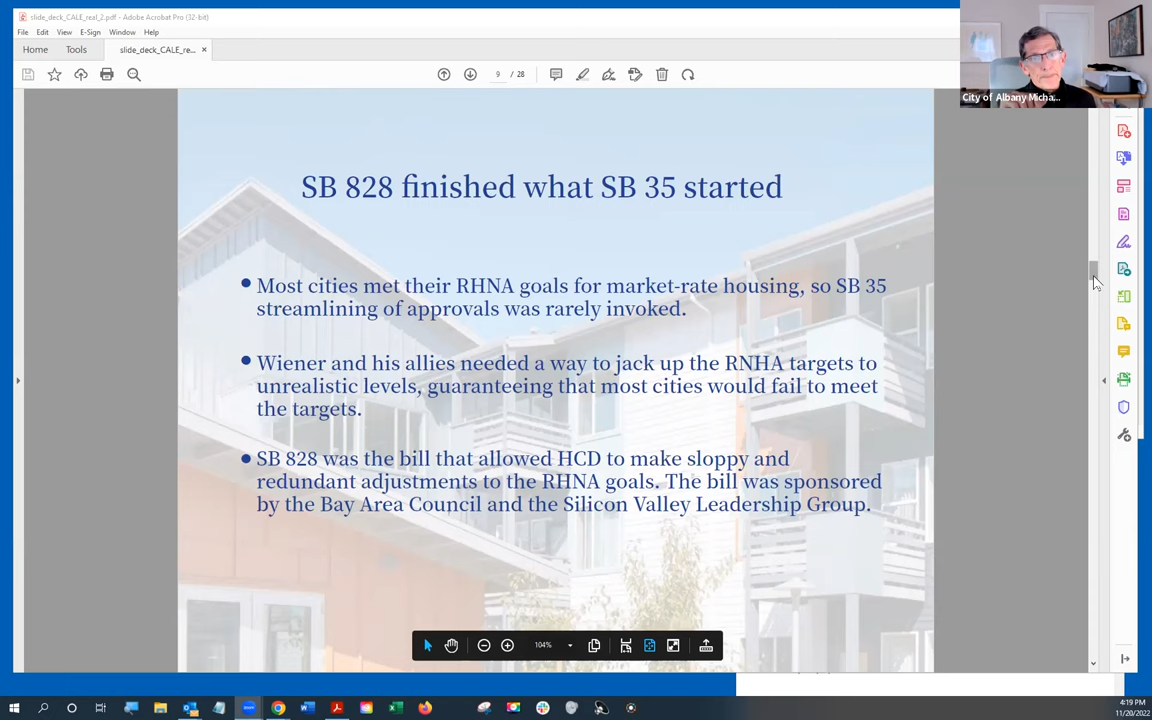 slide_deck_CALE_real_2.pdf - Adobe Acrobat Pro (32-bit)
File Edit View E-Sign Window Help
Home Tools slide_deck_CALE_re... ×
9 / 28
City of Albany Micha...
SB 828 finished what SB 35 started
• Most cities met their RHNA goals for market-rate housing, so SB 35
streamlining of approvals was rarely invoked.
• Wiener and his allies needed a way to jack up the RNHA targets to
unrealistic levels, guaranteeing that most cities would fail to meet
the targets.
• SB 828 was the bill that allowed HCD to make sloppy and
redundant adjustments to the RHNA goals. The bill was sponsored
by the Bay Area Council and the Silicon Valley Leadership Group.
104%
4:19 PM
11/20/2022